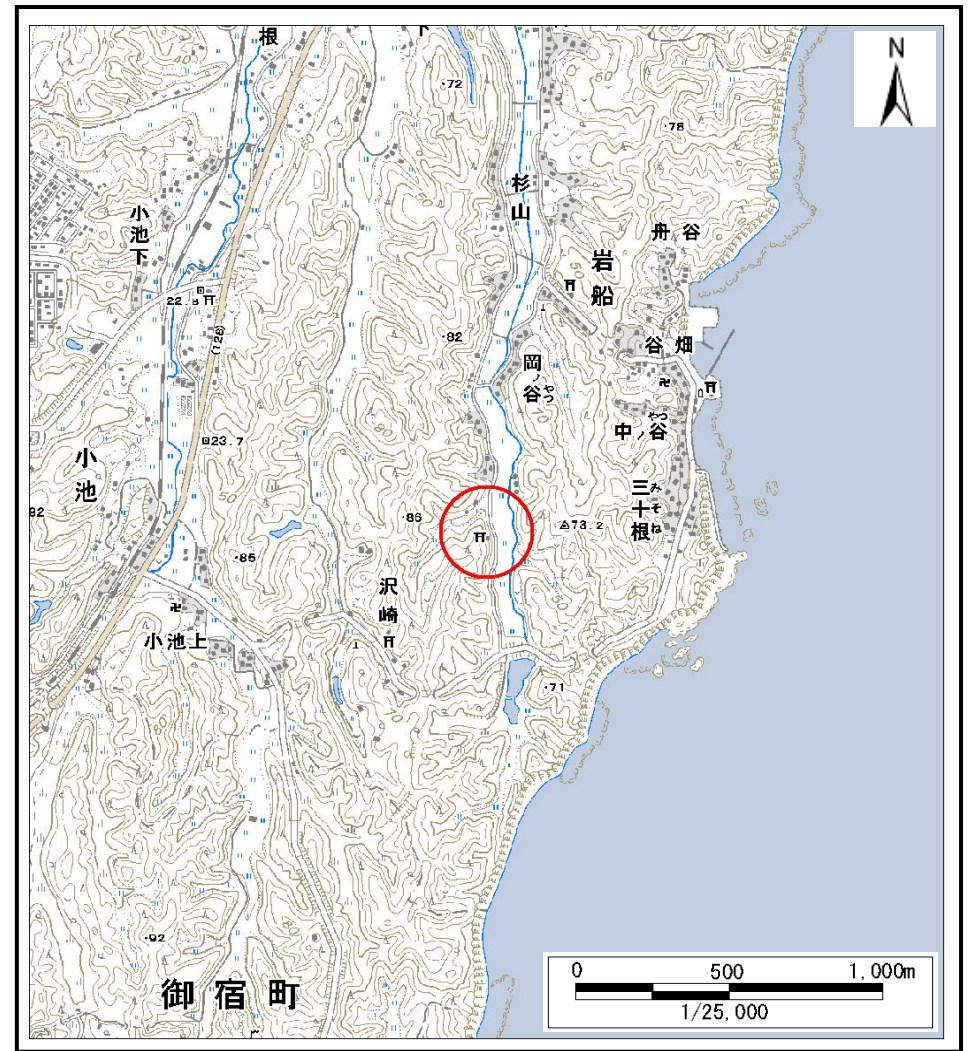 根
下
N
·72
·78
杉山
小池下
舟谷
岩船
22.8
(128)
·82
谷畑
岡ノ谷
やつ
中ノ谷
やつ
23.7
小池
三十根
みそね
82
·86
73.2
·85
沢崎
小池上
·71
·92
御宿町
0 500 1,000m
1/25,000